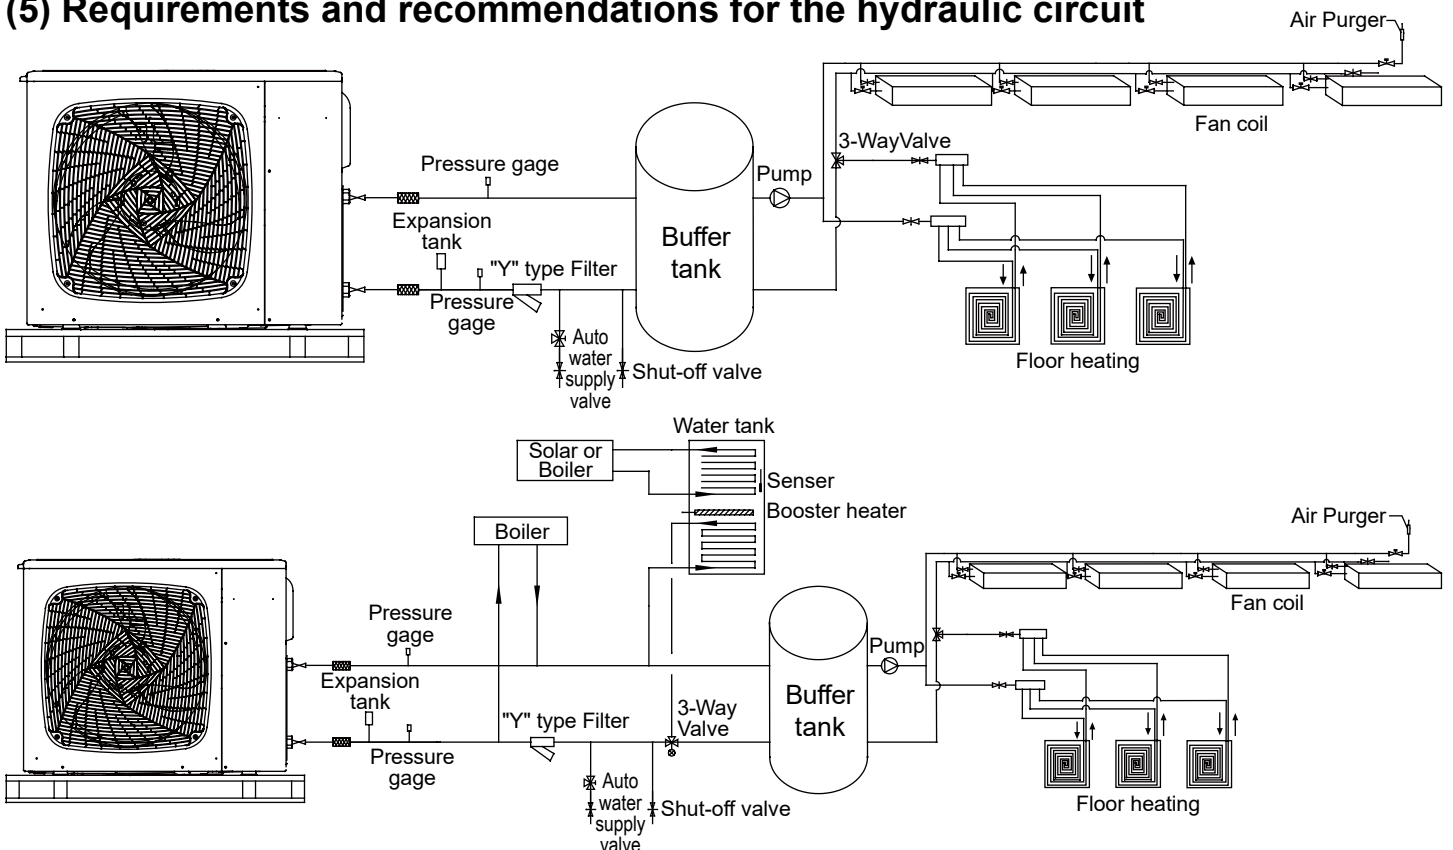 (5) Requirements and recommendations for the hydraulic circuit
Air Purger
Fan coil
3-WayValve
Pressure gage
Pump
Expansion
tank
Buffer
tank
"Y" type Filter
Pressure
gage
Auto
water
supply
valve
Shut-off valve
Floor heating
Water tank
Solar or
Boiler
Senser
Booster heater
Boiler
Air Purger
Fan coil
Pressure
gage
Pump
Expansion
tank
3-Way
Valve
Buffer
tank
"Y" type Filter
Pressure
gage
Auto
water
supply
valve
Shut-off valve
Floor heating